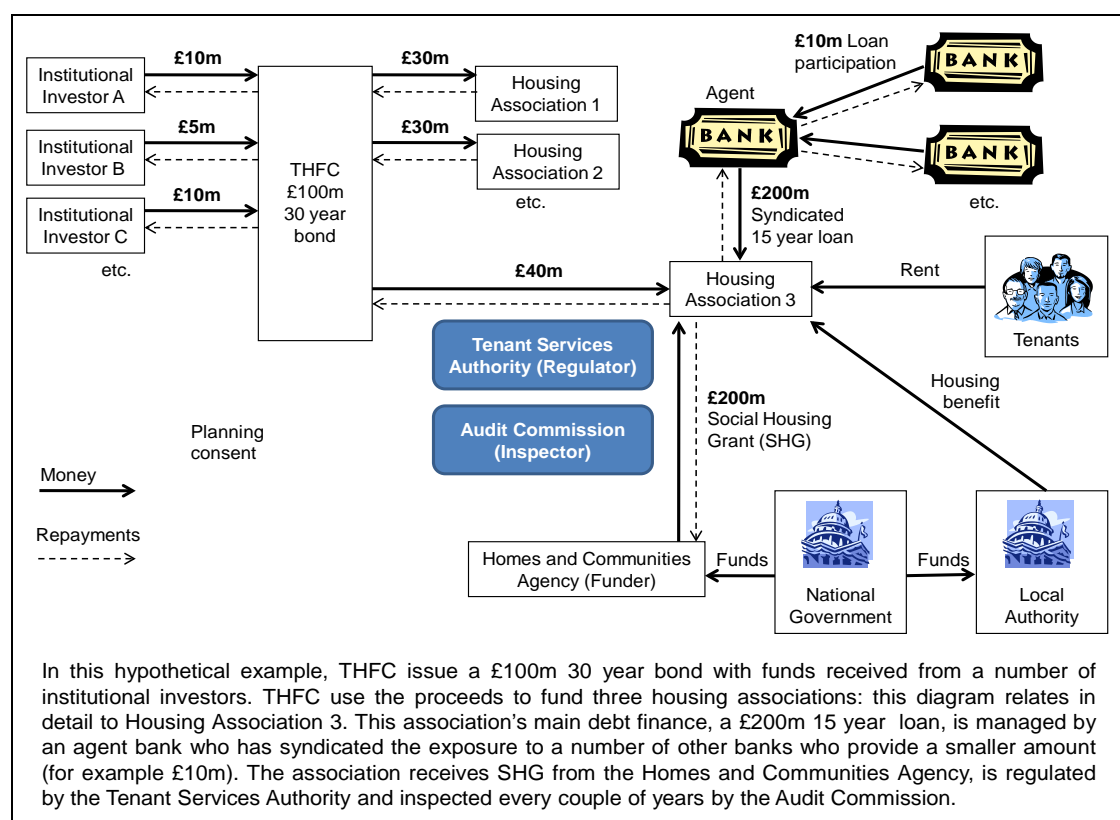 Institutional
Investor A
£10m
Institutional
Investor B
£5m
Institutional
Investor C
£10m
etc.
THFC
£100m
30 year
bond
£30m
Housing
Association 1
£30m
Housing
Association 2
etc.
£40m
Agent
BANK
£10m Loan
participation
BANK
BANK
etc.
£200m
Syndicated
15 year loan
Housing
Association 3
Rent
Tenants
Tenant Services
Authority (Regulator)
Audit Commission
(Inspector)
£200m
Social Housing
Grant (SHG)
Housing
benefit
Planning
consent
Money
Repayments
Homes and Communities
Agency (Funder)
Funds
National
Government
Funds
Local
Authority
In this hypothetical example, THFC issue a £100m 30 year bond with funds received from a number of
institutional investors. THFC use the proceeds to fund three housing associations: this diagram relates in
detail to Housing Association 3. This association's main debt finance, a £200m 15 year loan, is managed by
an agent bank who has syndicated the exposure to a number of other banks who provide a smaller amount
(for example £10m). The association receives SHG from the Homes and Communities Agency, is regulated
by the Tenant Services Authority and inspected every couple of years by the Audit Commission.